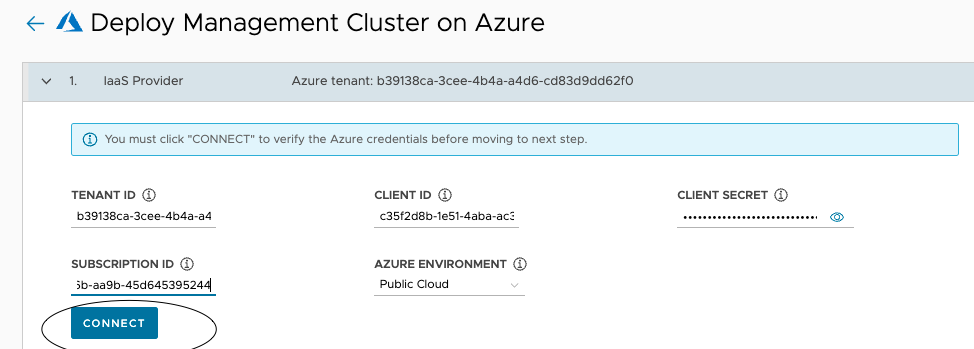 Deploy Management Cluster on Azure
1. IaaS Provider Azure tenant: b39138ca-3cee-4b4a-a4d6-cd83d9dd62f0
You must click "CONNECT" to verify the Azure credentials before moving to next step.
TENANT ID CLIENT ID CLIENT SECRET
b39138ca-3cee-4b4a-a4 c35f2d8b-1e51-4aba-ac3 ••••••••••••••••••••••••••••
SUBSCRIPTION ID AZURE ENVIRONMENT
b-aa9b-45d645395244 Public Cloud
CONNECT